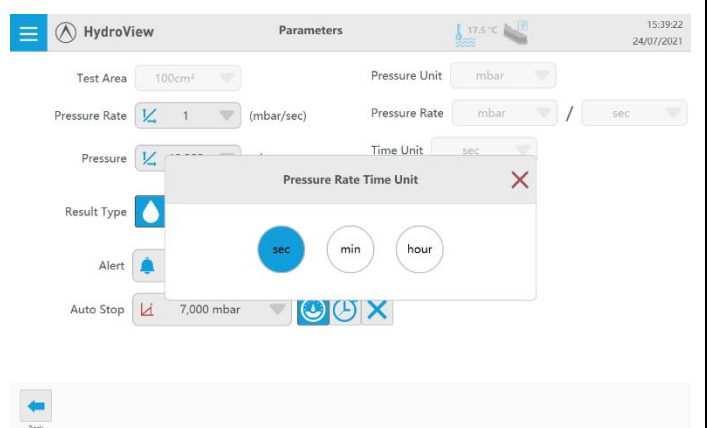 HydroView
Parameters
17.5 °C
15:39:22
24/07/2021
Test Area 100cm² Pressure Unit mbar
Pressure Rate 1 (mbar/sec) Pressure Rate mbar / sec
Pressure Time Unit sec
Pressure Rate Time Unit
Result Type
sec min hour
Alert
Auto Stop 7,000 mbar